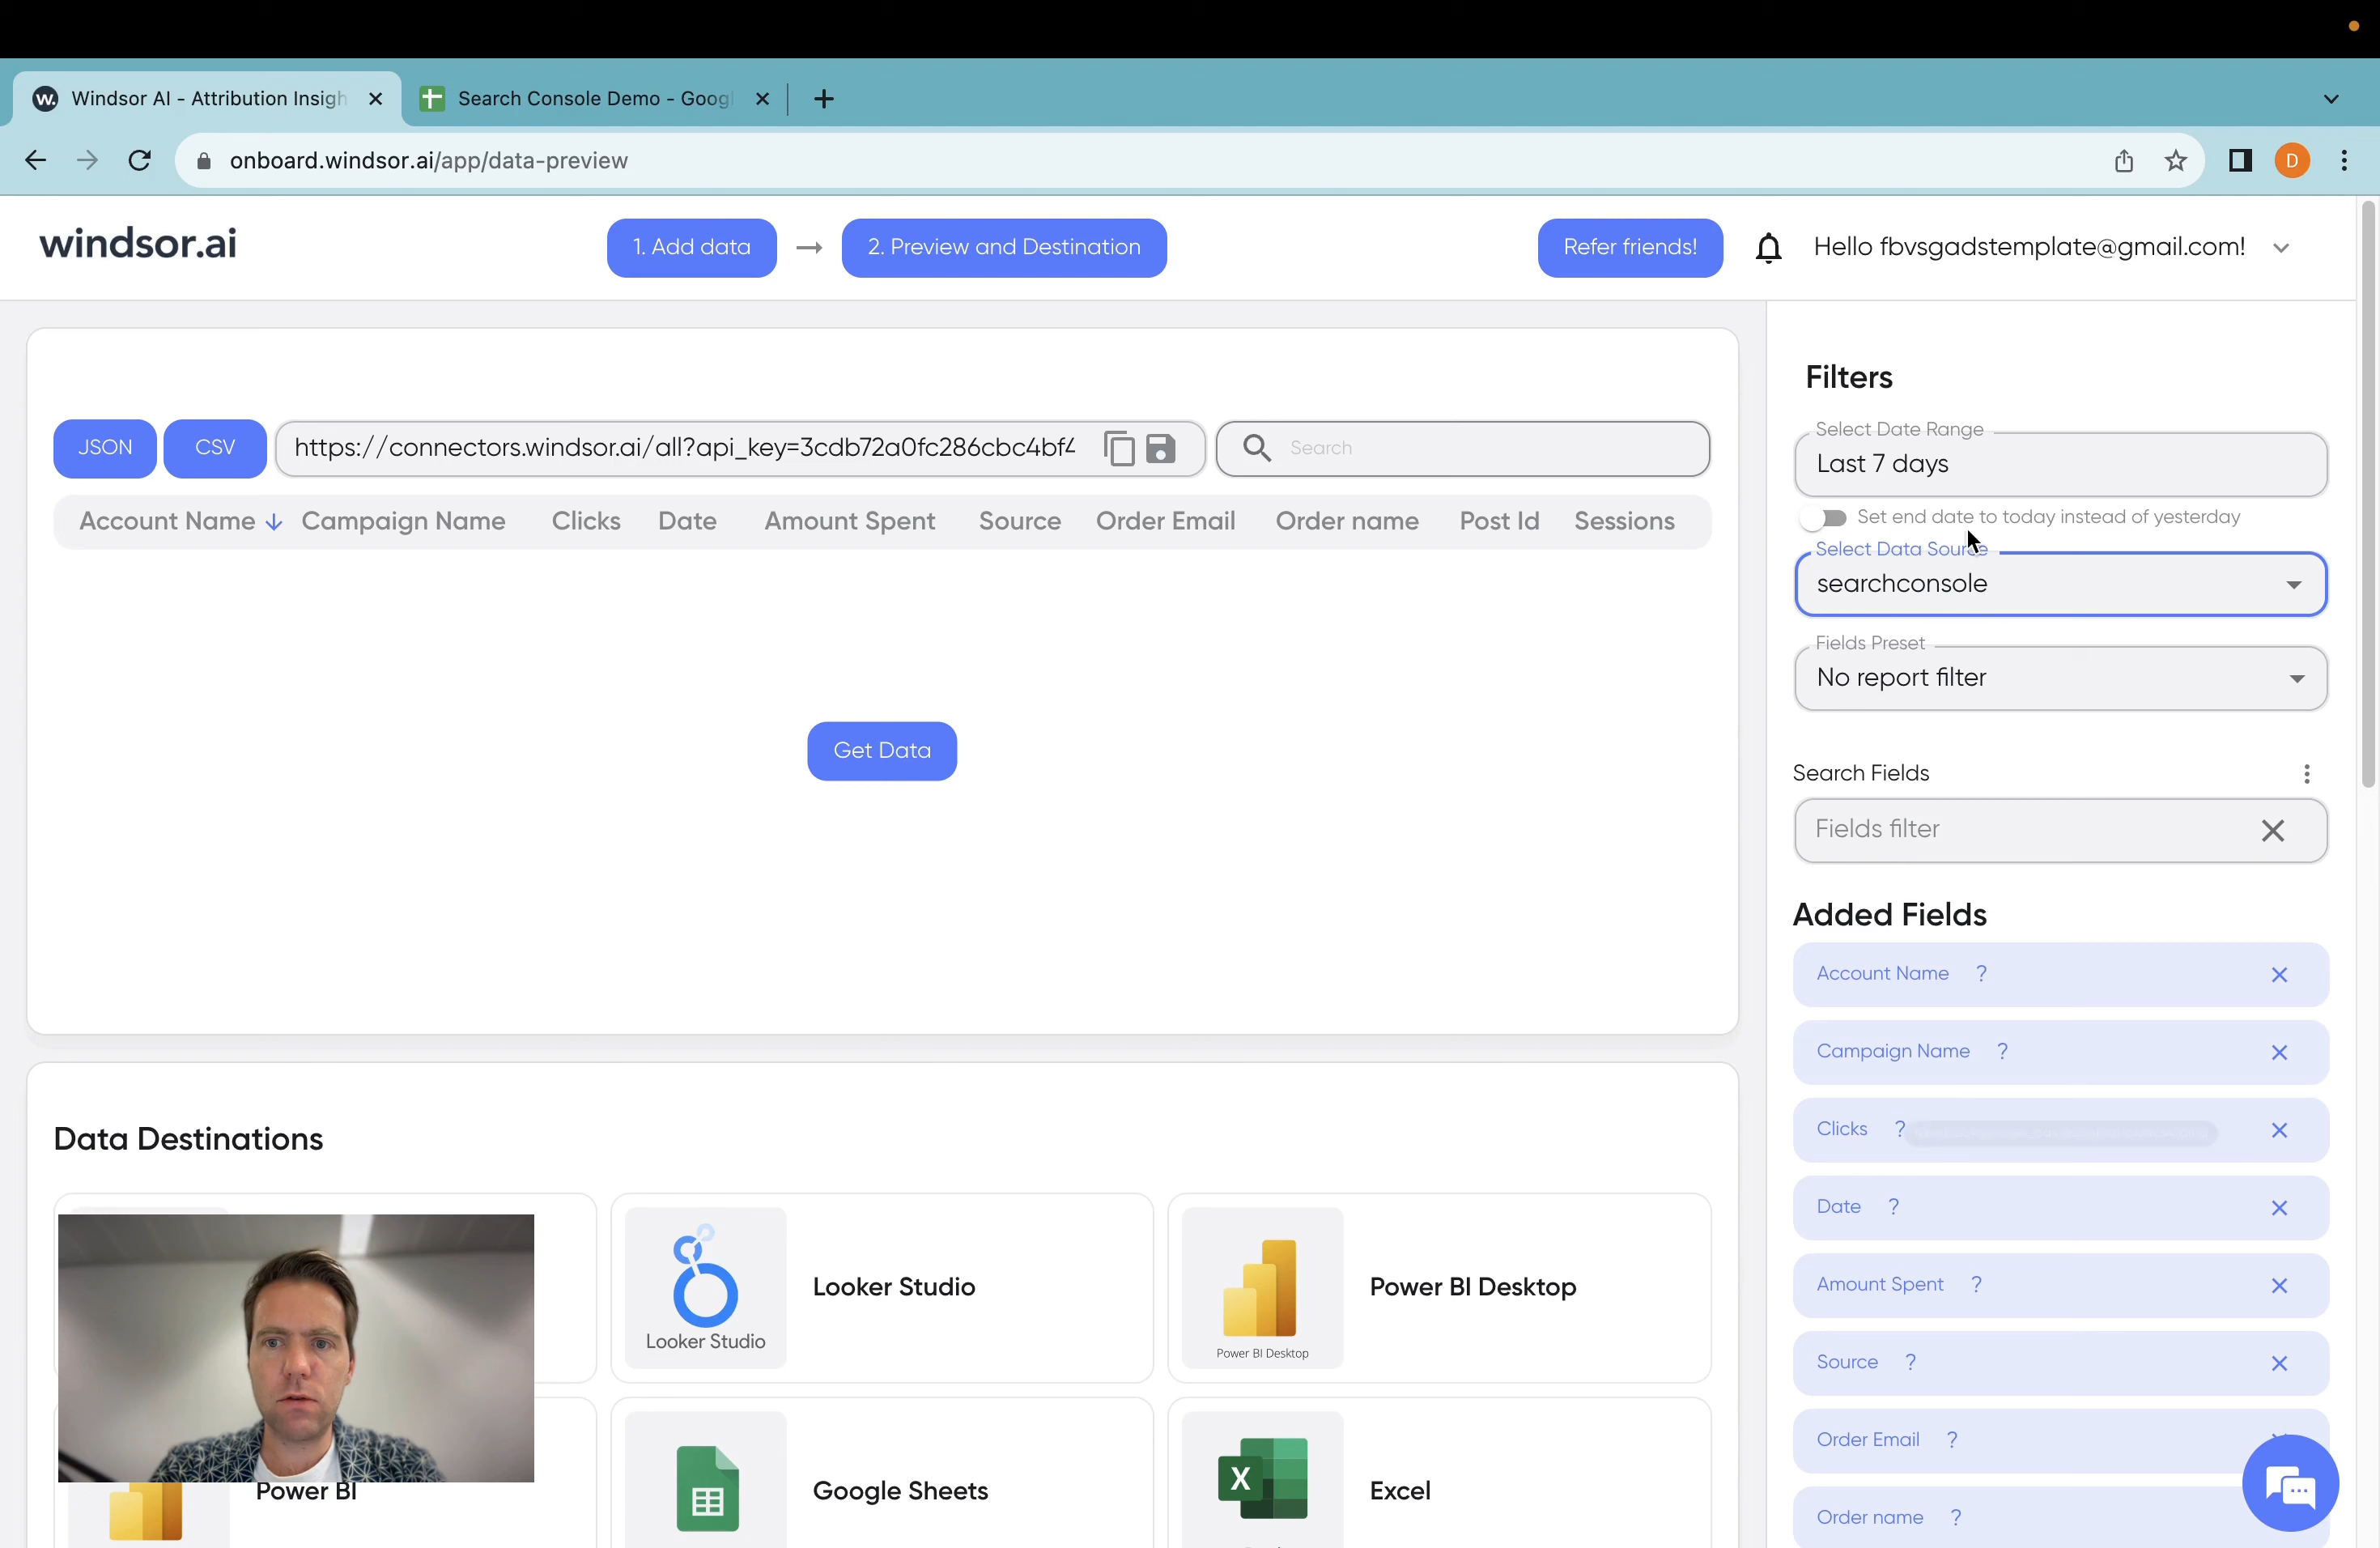 Windsor AI - Attribution Insigh
Search Console Demo - Googl
D
onboard.windsor.ai/app/data-preview
windsor.ai
1. Add data
2. Preview and Destination
Refer friends!
Hello fbvsgadstemplate@gmail.com!
Filters
Select Date Range
Last 7 days
Set end date to today instead of yesterday
Select Data Source
searchconsole
Fields Preset
No report filter
Search Fields
Fields filter
Added Fields
Account Name ?
Campaign Name ?
Clicks ?
Date ?
Amount Spent ?
Source ?
Order Email ?
Order name ?
JSON
CSV
https://connectors.windsor.ai/all?api_key=3cdb72a0fc286cbc4bf4
Search
Account Name Campaign Name Clicks Date Amount Spent Source Order Email Order name Post Id Sessions
Get Data
Data Destinations
Looker Studio
Looker Studio
Power BI Desktop
Power BI Desktop
Power BI
Google Sheets
X
Excel